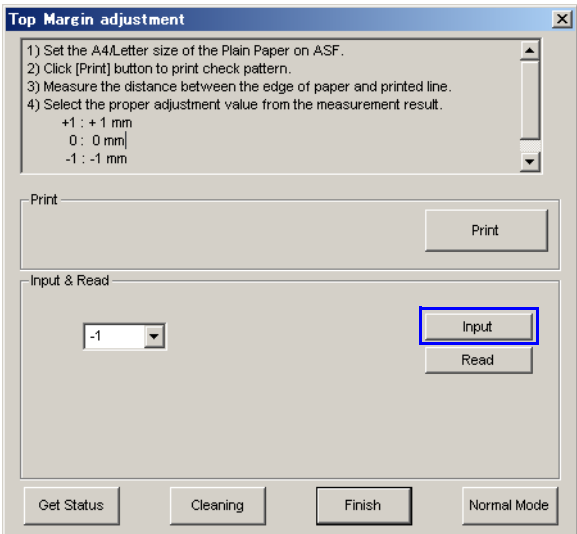 Top Margin adjustment
1) Set the A4/Letter size of the Plain Paper on ASF.
2) Click [Print] button to print check pattern.
3) Measure the distance between the edge of paper and printed line.
4) Select the proper adjustment value from the measurement result.
+1 : + 1 mm
0 : 0 mm
-1 : -1 mm
Print
Print
Input & Read
-1
Input
Read
Get Status
Cleaning
Finish
Normal Mode